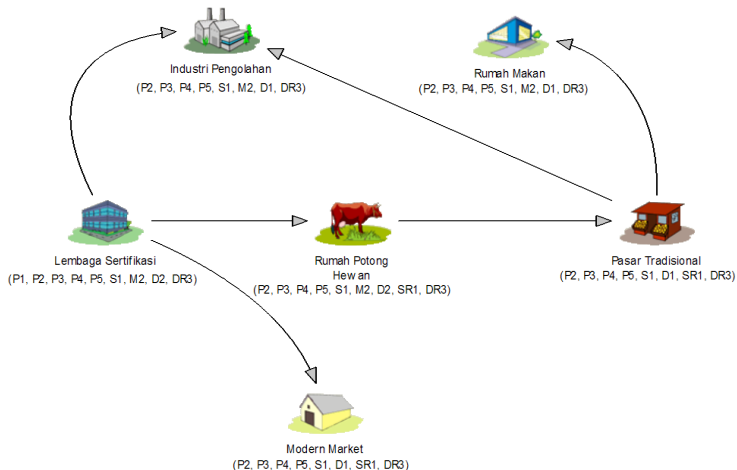 Industri Pengolahan
(P2, P3, P4, P5, S1, M2, D1, DR3)
Rumah Makan
(P2, P3, P4, P5, S1, M2, D1, DR3)
Lembaga Sertifikasi
(P1, P2, P3, P4, P5, S1, M2, D2, DR3)
Rumah Potong
Hewan
(P2, P3, P4, P5, S1, M2, D2, SR1, DR3)
Pasar Tradisional
(P2, P3, P4, P5, S1, D1, SR1, DR3)
Modern Market
(P2, P3, P4, P5, S1, D1, SR1, DR3)